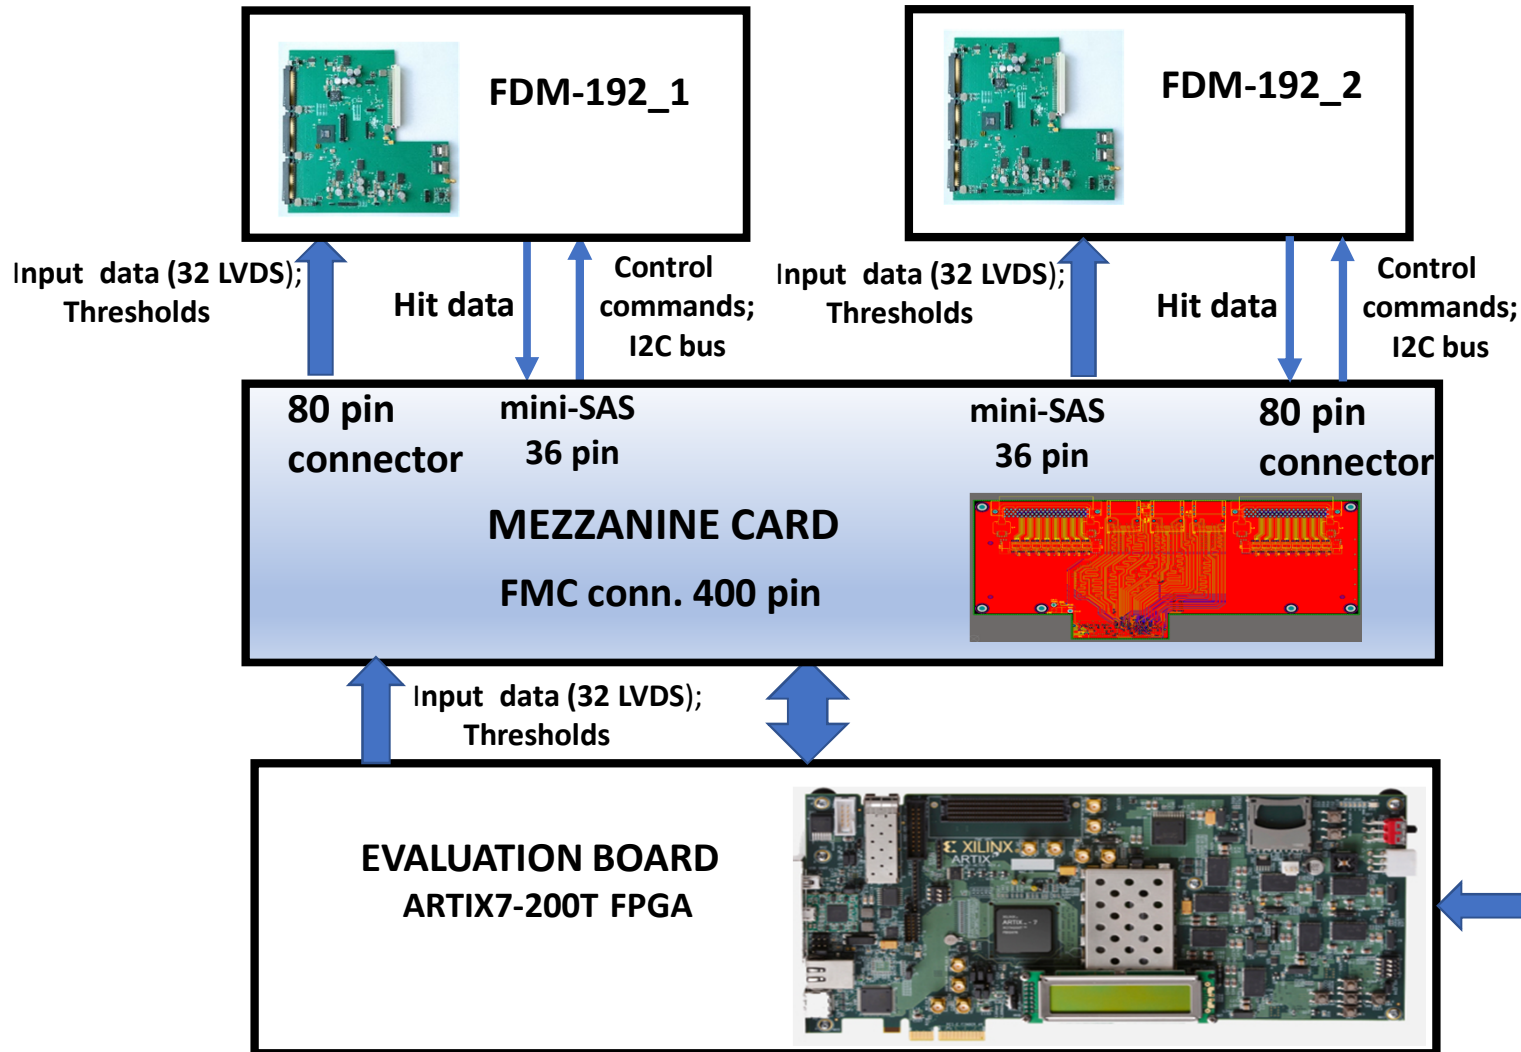 FDM-192_1
FDM-192_2
Input data (32 LVDS);
Thresholds
Hit data
Control
commands;
I2C bus
Input data (32 LVDS);
Thresholds
Hit data
Control
commands;
I2C bus
80 pin
connector
mini-SAS
36 pin
mini-SAS
36 pin
80 pin
connector
MEZZANINE CARD
FMC conn. 400 pin
Input data (32 LVDS);
Thresholds
EVALUATION BOARD
ARTIX7-200T FPGA
XILINX
ARTIX